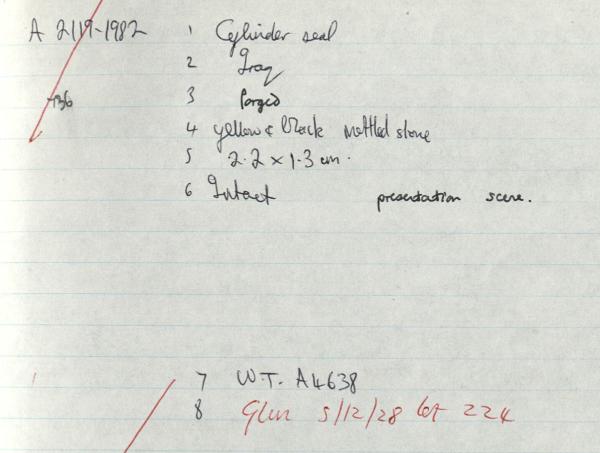 A 2119-1982 1 Cylinder seal
2 Iraq
-136 3 forged
4 yellow & black mottled stone
5 2.2 x 1.3 cm.
6 Intact presentation scene.
7 W.T. A4638
8 Glen 5/12/28 lot 224